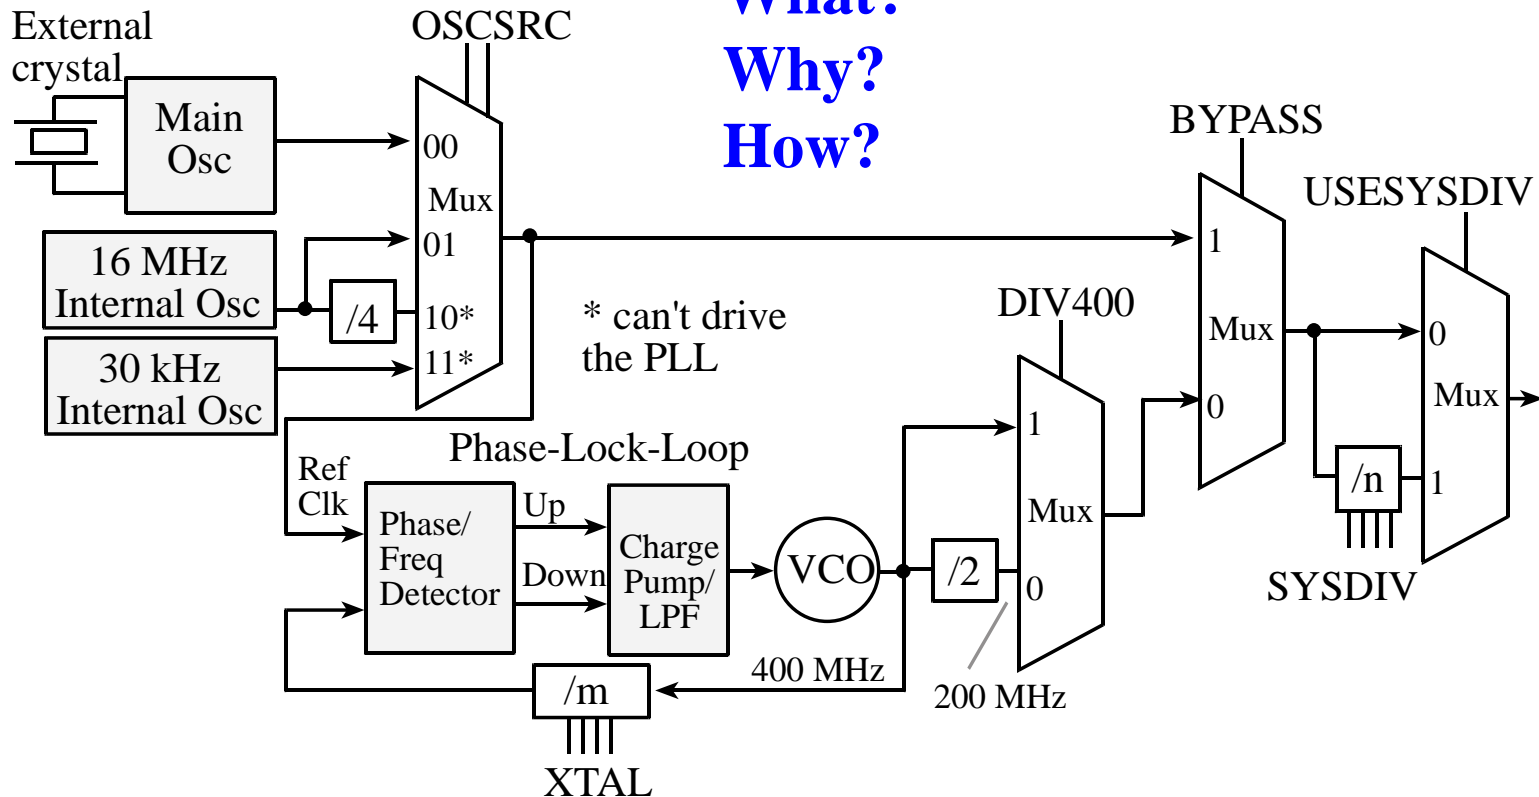 What?
Why?
How?
External
crystal
OSCSRC
Main
Osc
00
Mux
01
10*
11*
16 MHz
Internal Osc
/4
30 kHz
Internal Osc
* can't drive
the PLL
BYPASS
1
Mux
0
USESYSDIV
0
Mux
1
/n
SYSDIV
DIV400
1
Mux
0
Phase-Lock-Loop
Ref
Clk
Phase/
Freq
Detector
Up
Down
Charge
Pump/
LPF
VCO
/2
400 MHz
200 MHz
/m
XTAL